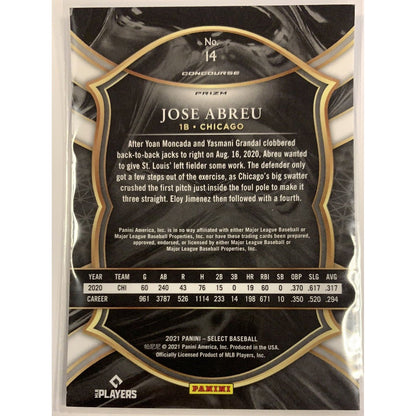 No.
14
CONCOURSE
PRIZM
JOSE ABREU
1B • CHICAGO
After Yoan Moncada and Yasmani Grandal clobbered
back-to-back jacks to right on Aug. 16, 2020, Abreu
wanted to give St. Louis' left fielder some work. The defender only
got a few steps out of the exercise, as Chicago's big swatter
crushed the first pitch just inside the foul pole to make it
three straight. Eloy Jimenez then followed with a fourth.
Panini America, Inc. is in no way affiliated with either Major League Baseball or
Major League Baseball Properties, Inc. nor have these trading cards been prepared,
approved, endorsed, or licensed by either Major League Baseball or
Major League Baseball Properties, Inc.
YEAR TEAM G AB R H 2B 3B HR RBI SB OBP SLG AVG
2020 CHI 60 240 43 76 15 0 19 60 0 .370 .617 .317
CAREER 961 3787 526 1114 233 14 198 671 10 .350 .520 .294
2021 PANINI – SELECT BASEBALL
© 2021 Panini America, Inc. Produced in the USA.
Officially Licensed Product of MLB Players, Inc.
MLB
PLAYERS
PANINI